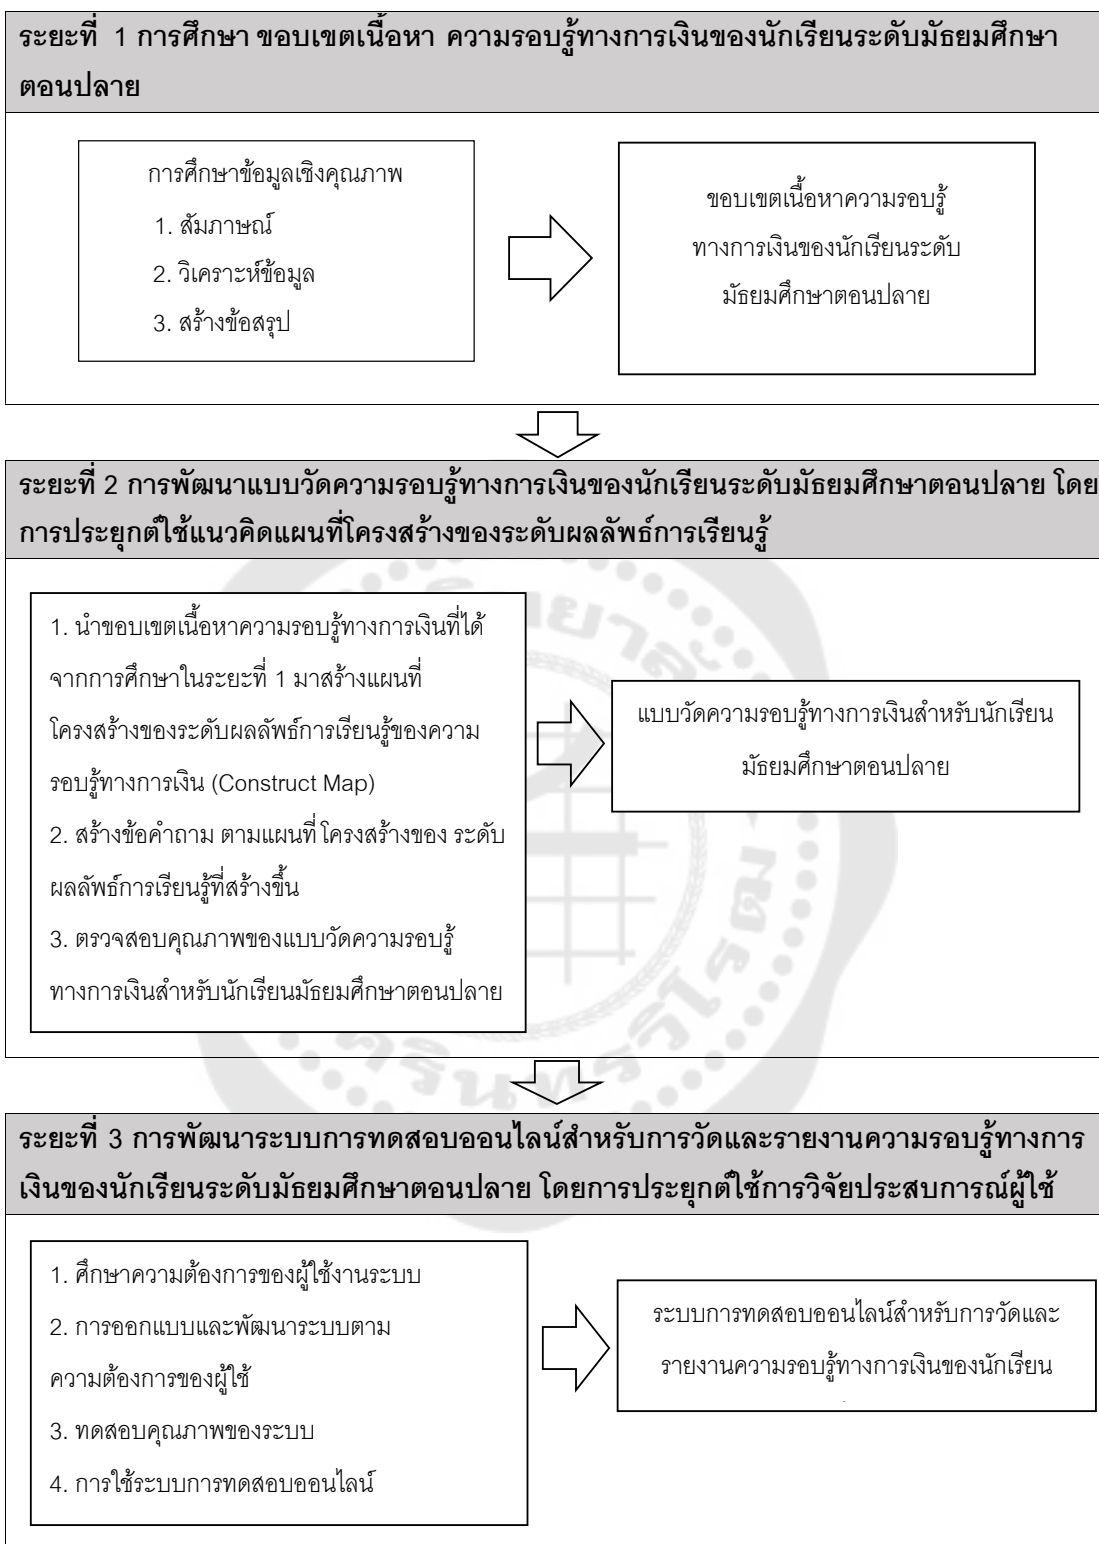 ระยะที่ 1 การศึกษา ขอบเขตเนื้อหา ความรอบรู้ทางการเงินของนักเรียนระดับมัธยมศึกษา
ตอนปลาย
การศึกษาข้อมูลเชิงคุณภาพ
1. สัมภาษณ์
2. วิเคราะห์ข้อมูล
3. สร้างข้อสรุป
ขอบเขตเนื้อหาความรอบรู้
ทางการเงินของนักเรียนระดับ
มัธยมศึกษาตอนปลาย
ระยะที่ 2 การพัฒนาแบบวัดความรอบรู้ทางการเงินของนักเรียนระดับมัธยมศึกษาตอนปลาย โดย
การประยุกต์ใช้แนวคิดแผนที่โครงสร้างของระดับผลลัพธ์การเรียนรู้
1. นำขอบเขตเนื้อหาความรอบรู้ทางการเงินที่ได้
จากการศึกษาในระยะที่ 1 มาสร้างแผนที่
โครงสร้างของระดับผลลัพธ์การเรียนรู้ของความ
รอบรู้ทางการเงิน (Construct Map)
2. สร้างข้อคำถาม ตามแผนที่ โครงสร้างของ ระดับ
ผลลัพธ์การเรียนรู้ที่สร้างขึ้น
3. ตรวจสอบคุณภาพของแบบวัดความรอบรู้
ทางการเงินสำหรับนักเรียนมัธยมศึกษาตอนปลาย
แบบวัดความรอบรู้ทางการเงินสำหรับนักเรียน
มัธยมศึกษาตอนปลาย
ระยะที่ 3 การพัฒนาระบบการทดสอบออนไลน์สำหรับการวัดและรายงานความรอบรู้ทางการ
เงินของนักเรียนระดับมัธยมศึกษาตอนปลาย โดยการประยุกต์ใช้การวิจัยประสบการณ์ผู้ใช้
1. ศึกษาความต้องการของผู้ใช้งานระบบ
2. การออกแบบและพัฒนาระบบตาม
ความต้องการของผู้ใช้
3. ทดสอบคุณภาพของระบบ
4. การใช้ระบบการทดสอบออนไลน์
ระบบการทดสอบออนไลน์สำหรับการวัดและ
รายงานความรอบรู้ทางการเงินของนักเรียน